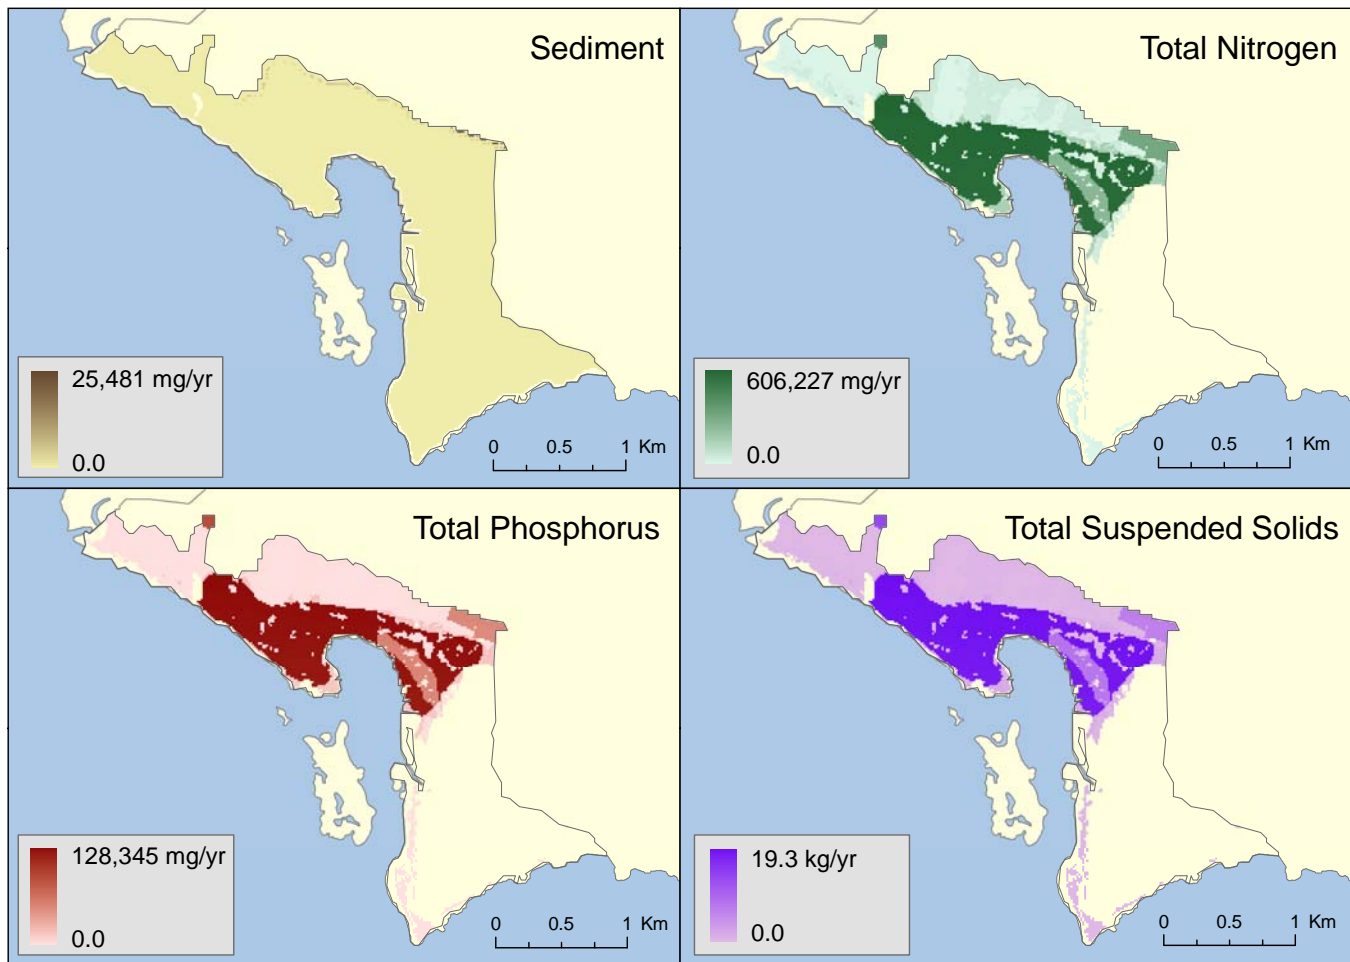 Sediment
25,481 mg/yr
0.0
0 0.5 1 Km
Total Nitrogen
606,227 mg/yr
0.0
0 0.5 1 Km
Total Phosphorus
128,345 mg/yr
0.0
0 0.5 1 Km
Total Suspended Solids
19.3 kg/yr
0.0
0 0.5 1 Km